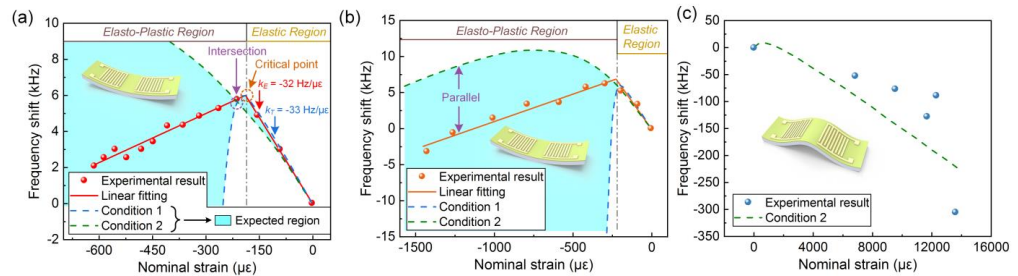 (a)
Elasto-Plastic Region
Elastic Region
Intersection
Critical point
k_E = -32 Hz/με
k_T = -33 Hz/με
Frequency shift (kHz)
10
8
6
4
2
0
Experimental result
Linear fitting
Condition 1
Condition 2
Expected region
-600
-450
-300
-150
0
Nominal strain (με)
(b)
Elasto-Plastic Region
Elastic
Region
Parallel
Frequency shift (kHz)
15
10
5
0
-5
-10
-15
Experimental result
Linear fitting
Condition 1
Condition 2
-1500
-1000
-500
0
Nominal strain (με)
(c)
Frequency shift (kHz)
50
0
-50
-100
-150
-200
-250
-300
-350
Experimental result
Condition 2
0
4000
8000
12000
16000
Nominal strain (με)